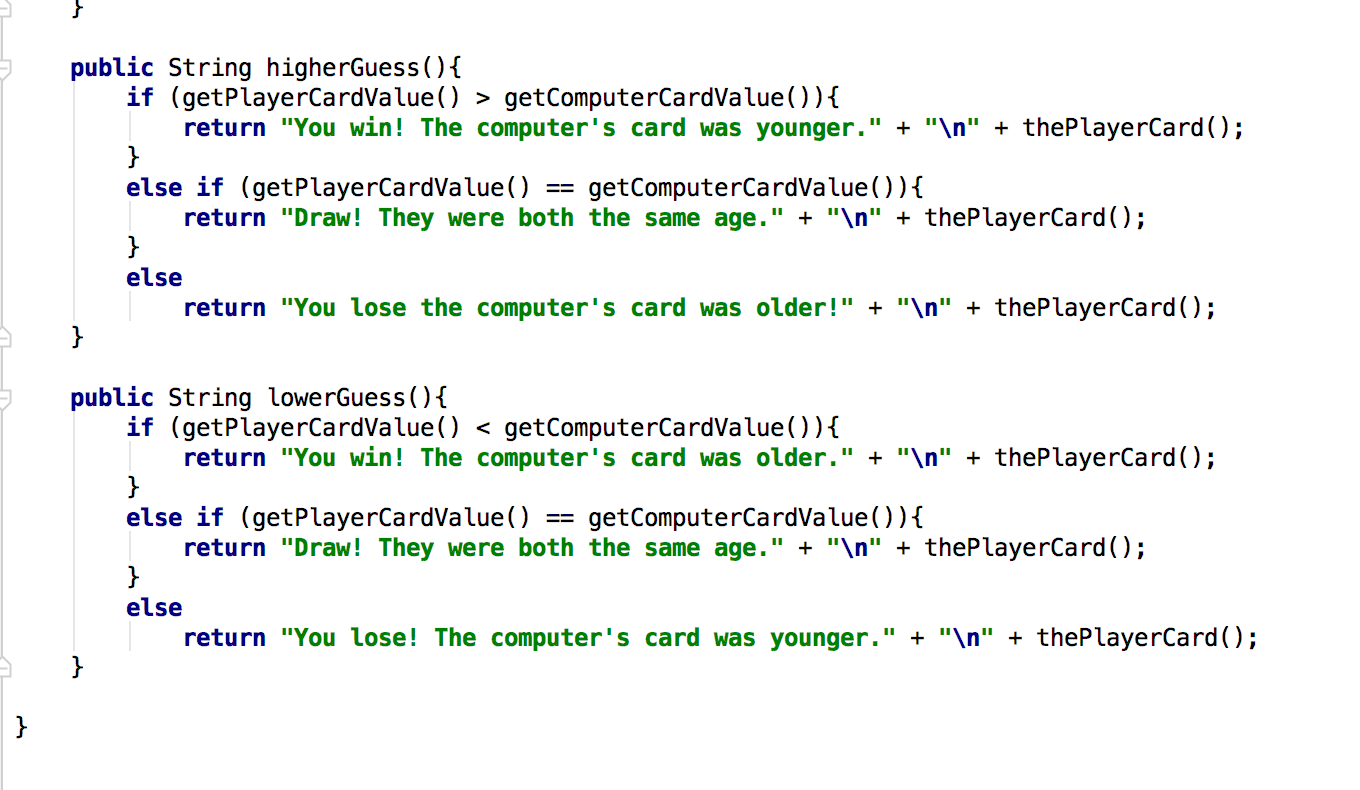 }
public String higherGuess(){
if (getPlayerCardValue() > getComputerCardValue()){
return "You win! The computer's card was younger." + "\n" + thePlayerCard();
}
else if (getPlayerCardValue() == getComputerCardValue()){
return "Draw! They were both the same age." + "\n" + thePlayerCard();
}
else
return "You lose the computer's card was older!" + "\n" + thePlayerCard();
}
public String lowerGuess(){
if (getPlayerCardValue() < getComputerCardValue()){
return "You win! The computer's card was older." + "\n" + thePlayerCard();
}
else if (getPlayerCardValue() == getComputerCardValue()){
return "Draw! They were both the same age." + "\n" + thePlayerCard();
}
else
return "You lose! The computer's card was younger." + "\n" + thePlayerCard();
}
}